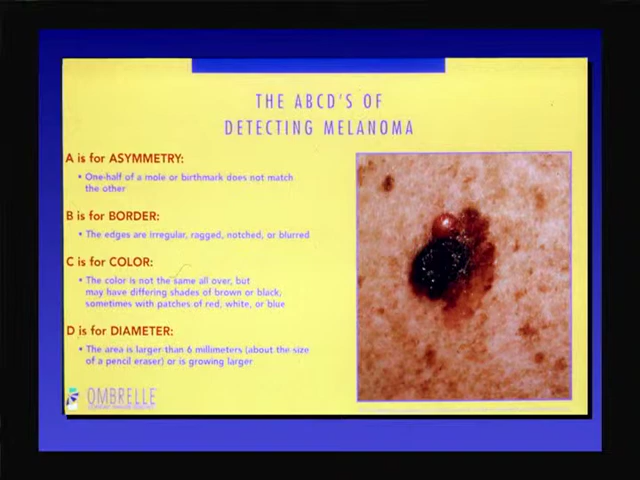 THE ABCD'S OF
DETECTING MELANOMA
A is for ASYMMETRY:
• One-half of a mole or birthmark does not match
the other
B is for BORDER:
• The edges are irregular, ragged, notched, or blurred
C is for COLOR:
• The color is not the same all over, but
may have differing shades of brown or black,
sometimes with patches of red, white, or blue
D is for DIAMETER:
• The area is larger than 6 millimeters (about the size
of a pencil eraser) or is growing larger
OMBRELLE